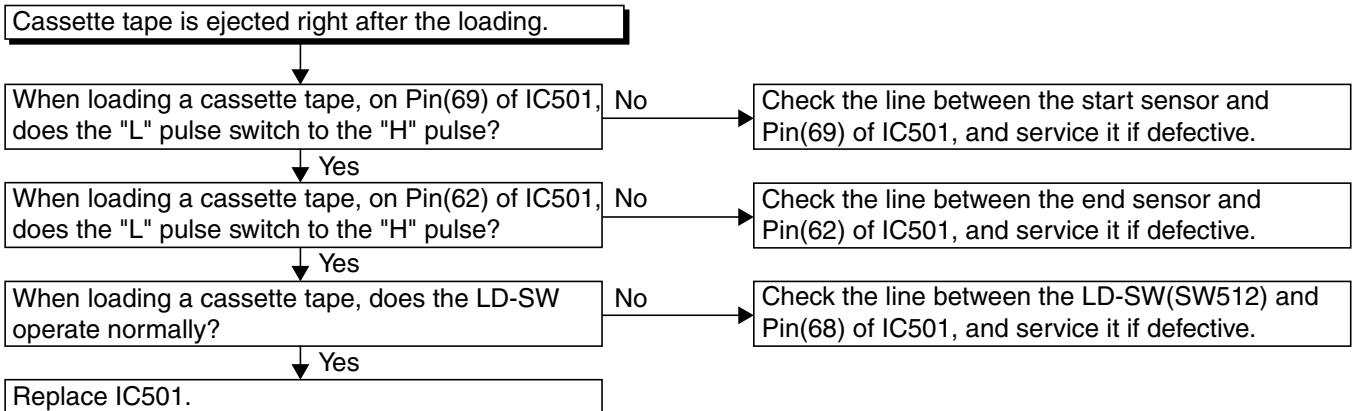 Cassette tape is ejected right after the loading.
When loading a cassette tape, on Pin(69) of IC501,
does the "L" pulse switch to the "H" pulse?
No
Check the line between the start sensor and
Pin(69) of IC501, and service it if defective.
Yes
When loading a cassette tape, on Pin(62) of IC501,
does the "L" pulse switch to the "H" pulse?
No
Check the line between the end sensor and
Pin(62) of IC501, and service it if defective.
Yes
When loading a cassette tape, does the LD-SW
operate normally?
No
Check the line between the LD-SW(SW512) and
Pin(68) of IC501, and service it if defective.
Yes
Replace IC501.